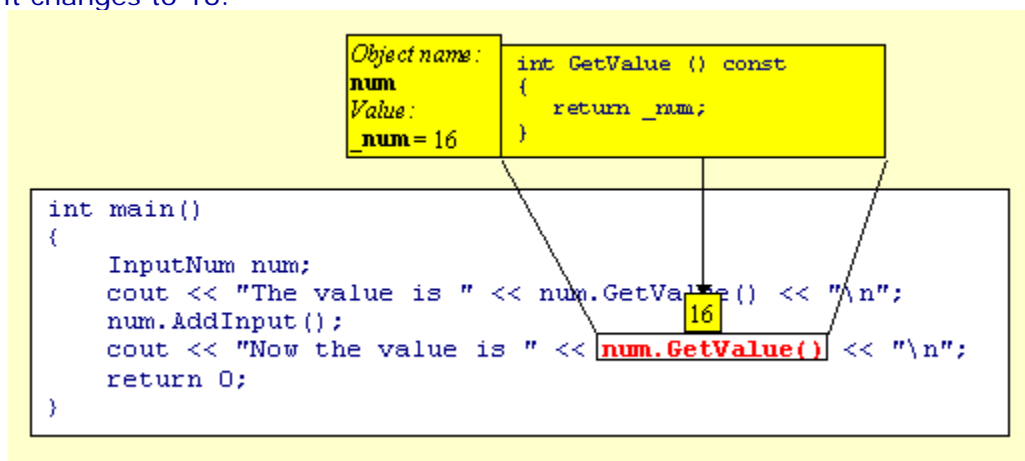 it changes to 16.
Object name:
num
Value:
_num = 16
int GetValue () const
{
return _num;
}
int main()
{
InputNum num;
cout << "The value is " << num.GetValue() << "\n";
16
num.AddInput();
cout << "Now the value is " << num.GetValue() << "\n";
return 0;
}